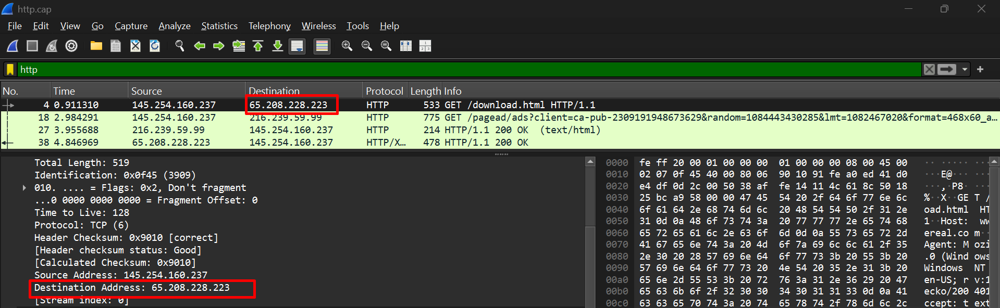 http.cap
File Edit View Go Capture Analyze Statistics Telephony Wireless Tools Help
http
No. Time Source Destination Protocol Length Info
4 0.911310 145.254.160.237 65.208.228.223 HTTP 533 GET /download.html HTTP/1.1
18 2.984291 145.254.160.237 216.239.59.99 HTTP 775 GET /pagead/ads?client=ca-pub-2309191948673629&random=1084443430285&lmt=1082467020&format=468x60_a...
27 3.955688 216.239.59.99 145.254.160.237 HTTP 214 HTTP/1.1 200 OK (text/html)
38 4.846969 65.208.228.223 145.254.160.237 HTTP/X... 478 HTTP/1.1 200 OK
Total Length: 519
Identification: 0x0f45 (3909)
010. .... = Flags: 0x2, Don't fragment
...0 0000 0000 0000 = Fragment Offset: 0
Time to Live: 128
Protocol: TCP (6)
Header Checksum: 0x9010 [correct]
[Header checksum status: Good]
[Calculated Checksum: 0x9010]
Source Address: 145.254.160.237
Destination Address: 65.208.228.223
[Stream index: 0]
0000 fe ff 20 00 01 00 00 00 01 00 00 00 08 00 45 00 ·· ····· ···
0010 02 07 0f 45 40 00 80 06 90 10 91 fe a0 ed 41 d0 ···E@··· ···
0020 e4 df 0d 2c 00 50 38 af fe 14 11 4c 61 8c 50 18 ···,·P8· ···
0030 25 bc a9 58 00 00 47 45 54 20 2f 64 6f 77 6e 6c %··X··GE T /
0040 6f 61 64 2e 68 74 6d 6c 20 48 54 54 50 2f 31 2e oad.html HT
0050 31 0d 0a 48 6f 73 74 3a 20 77 77 77 2e 65 74 68 1··Host: ww
0060 65 72 65 61 6c 2e 63 6f 6d 0d 0a 55 73 65 72 2d ereal.co m··
0070 41 67 65 6e 74 3a 20 4d 6f 7a 69 6c 6c 61 2f 35 Agent: M ozi
0080 2e 30 20 28 57 69 6e 64 6f 77 73 3b 20 55 3b 20 .0 (Wind ows
0090 57 69 6e 64 6f 77 73 20 4e 54 20 35 2e 31 3b 20 Windows NT
00a0 65 6e 2d 55 53 3b 20 72 76 3a 31 2e 36 29 20 47 en-US; r v:1
00b0 65 63 6b 6f 2f 32 30 30 34 30 31 31 33 0d 0a 41 ecko/200 401
00c0 63 63 65 70 74 3a 20 74 65 78 74 2f 78 6d 6c 2c ccept: t ext